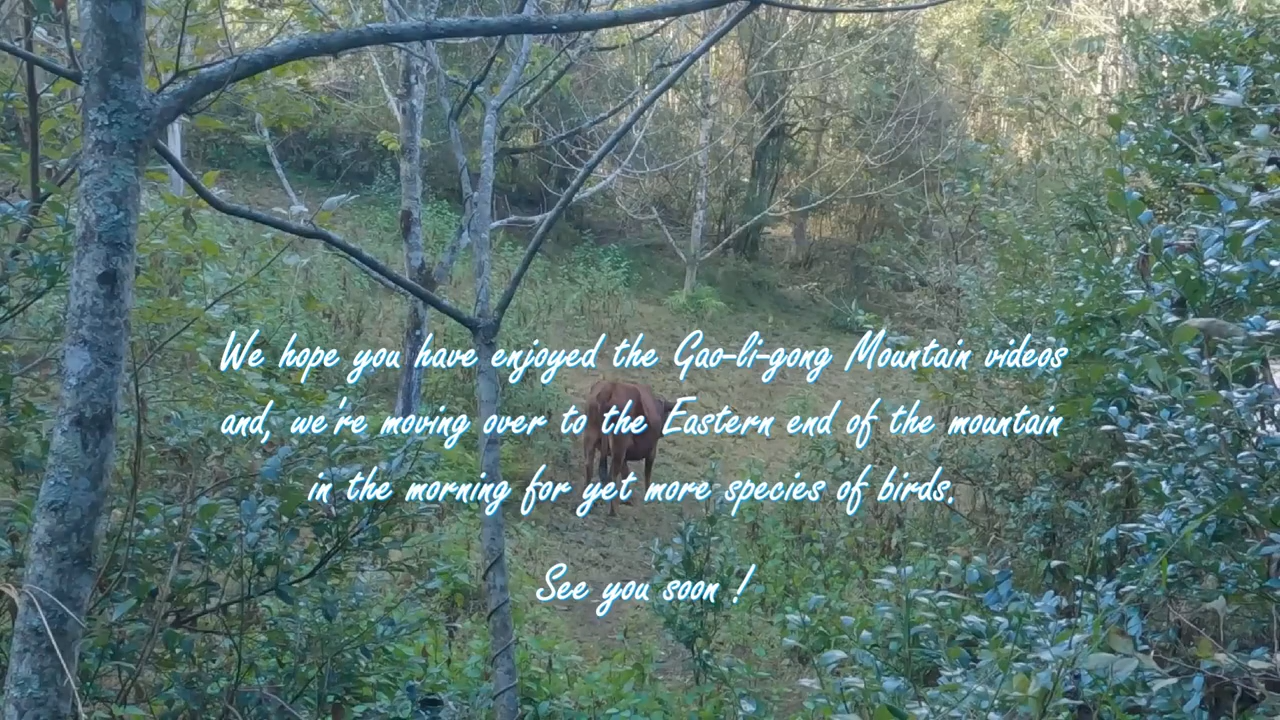 We hope you have enjoyed the Gao-li-gong Mountain videos
and, we're moving over to the Eastern end of the mountain
in the morning for yet more species of birds.
See you soon !